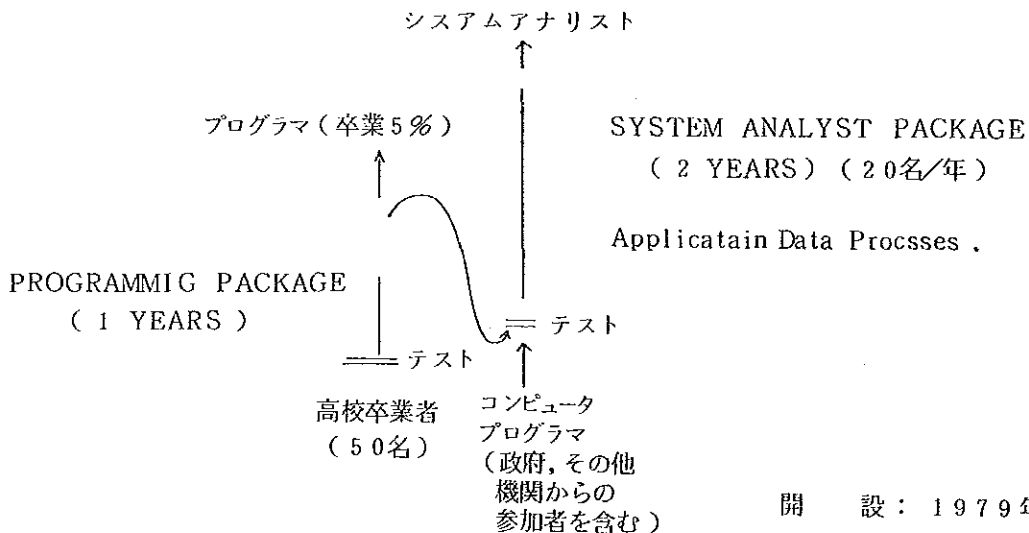 シスアムアナリスト
プログラマ(卒業5%)
SYSTEM ANALYST PACKAGE
(2 YEARS)(20名/年)
Applicatain Data Procsses.
PROGRAMMIG PACKAGE
(1 YEARS)
テスト
テスト
高校卒業者
(50名)
コンピュータ
プログラマ
(政府,その他
機関からの
参加者を含む)
開 設:1979